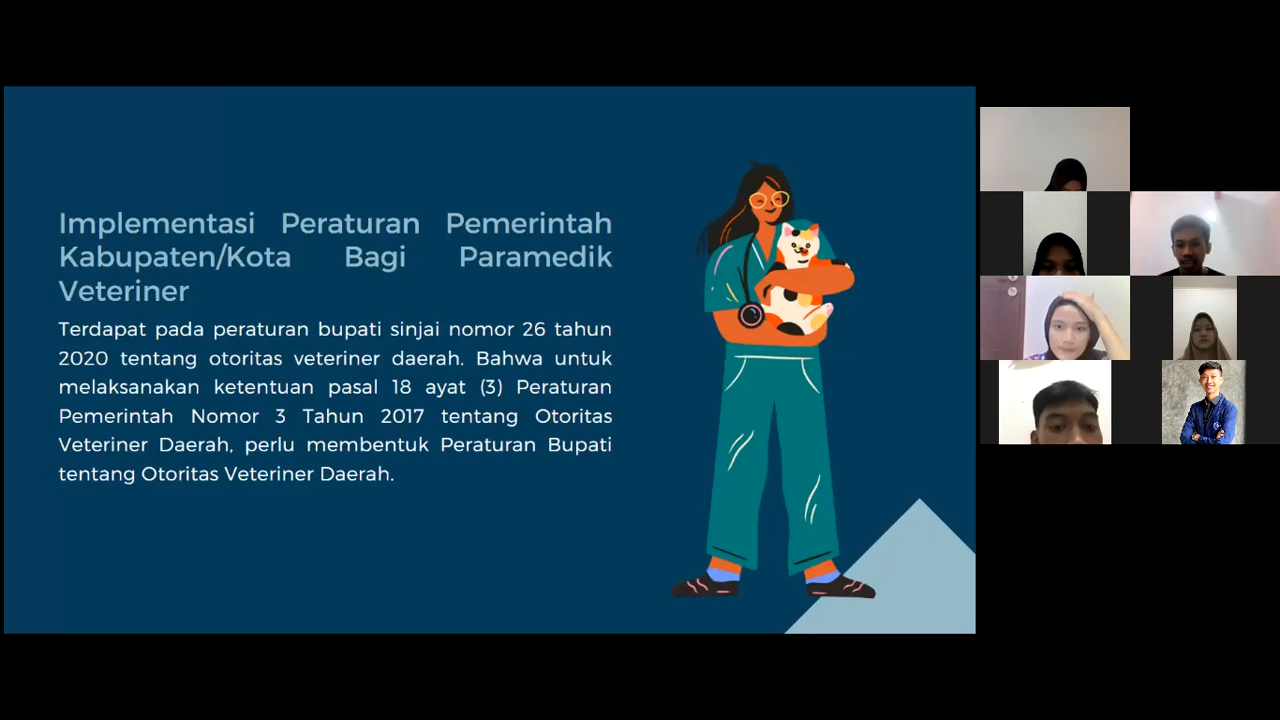 Implementasi Peraturan Pemerintah
Kabupaten/Kota Bagi Paramedik
Veteriner
Terdapat pada peraturan bupati sinjai nomor 26 tahun
2020 tentang otoritas veteriner daerah. Bahwa untuk
melaksanakan ketentuan pasal 18 ayat (3) Peraturan
Pemerintah Nomor 3 Tahun 2017 tentang Otoritas
Veteriner Daerah, perlu membentuk Peraturan Bupati
tentang Otoritas Veteriner Daerah.